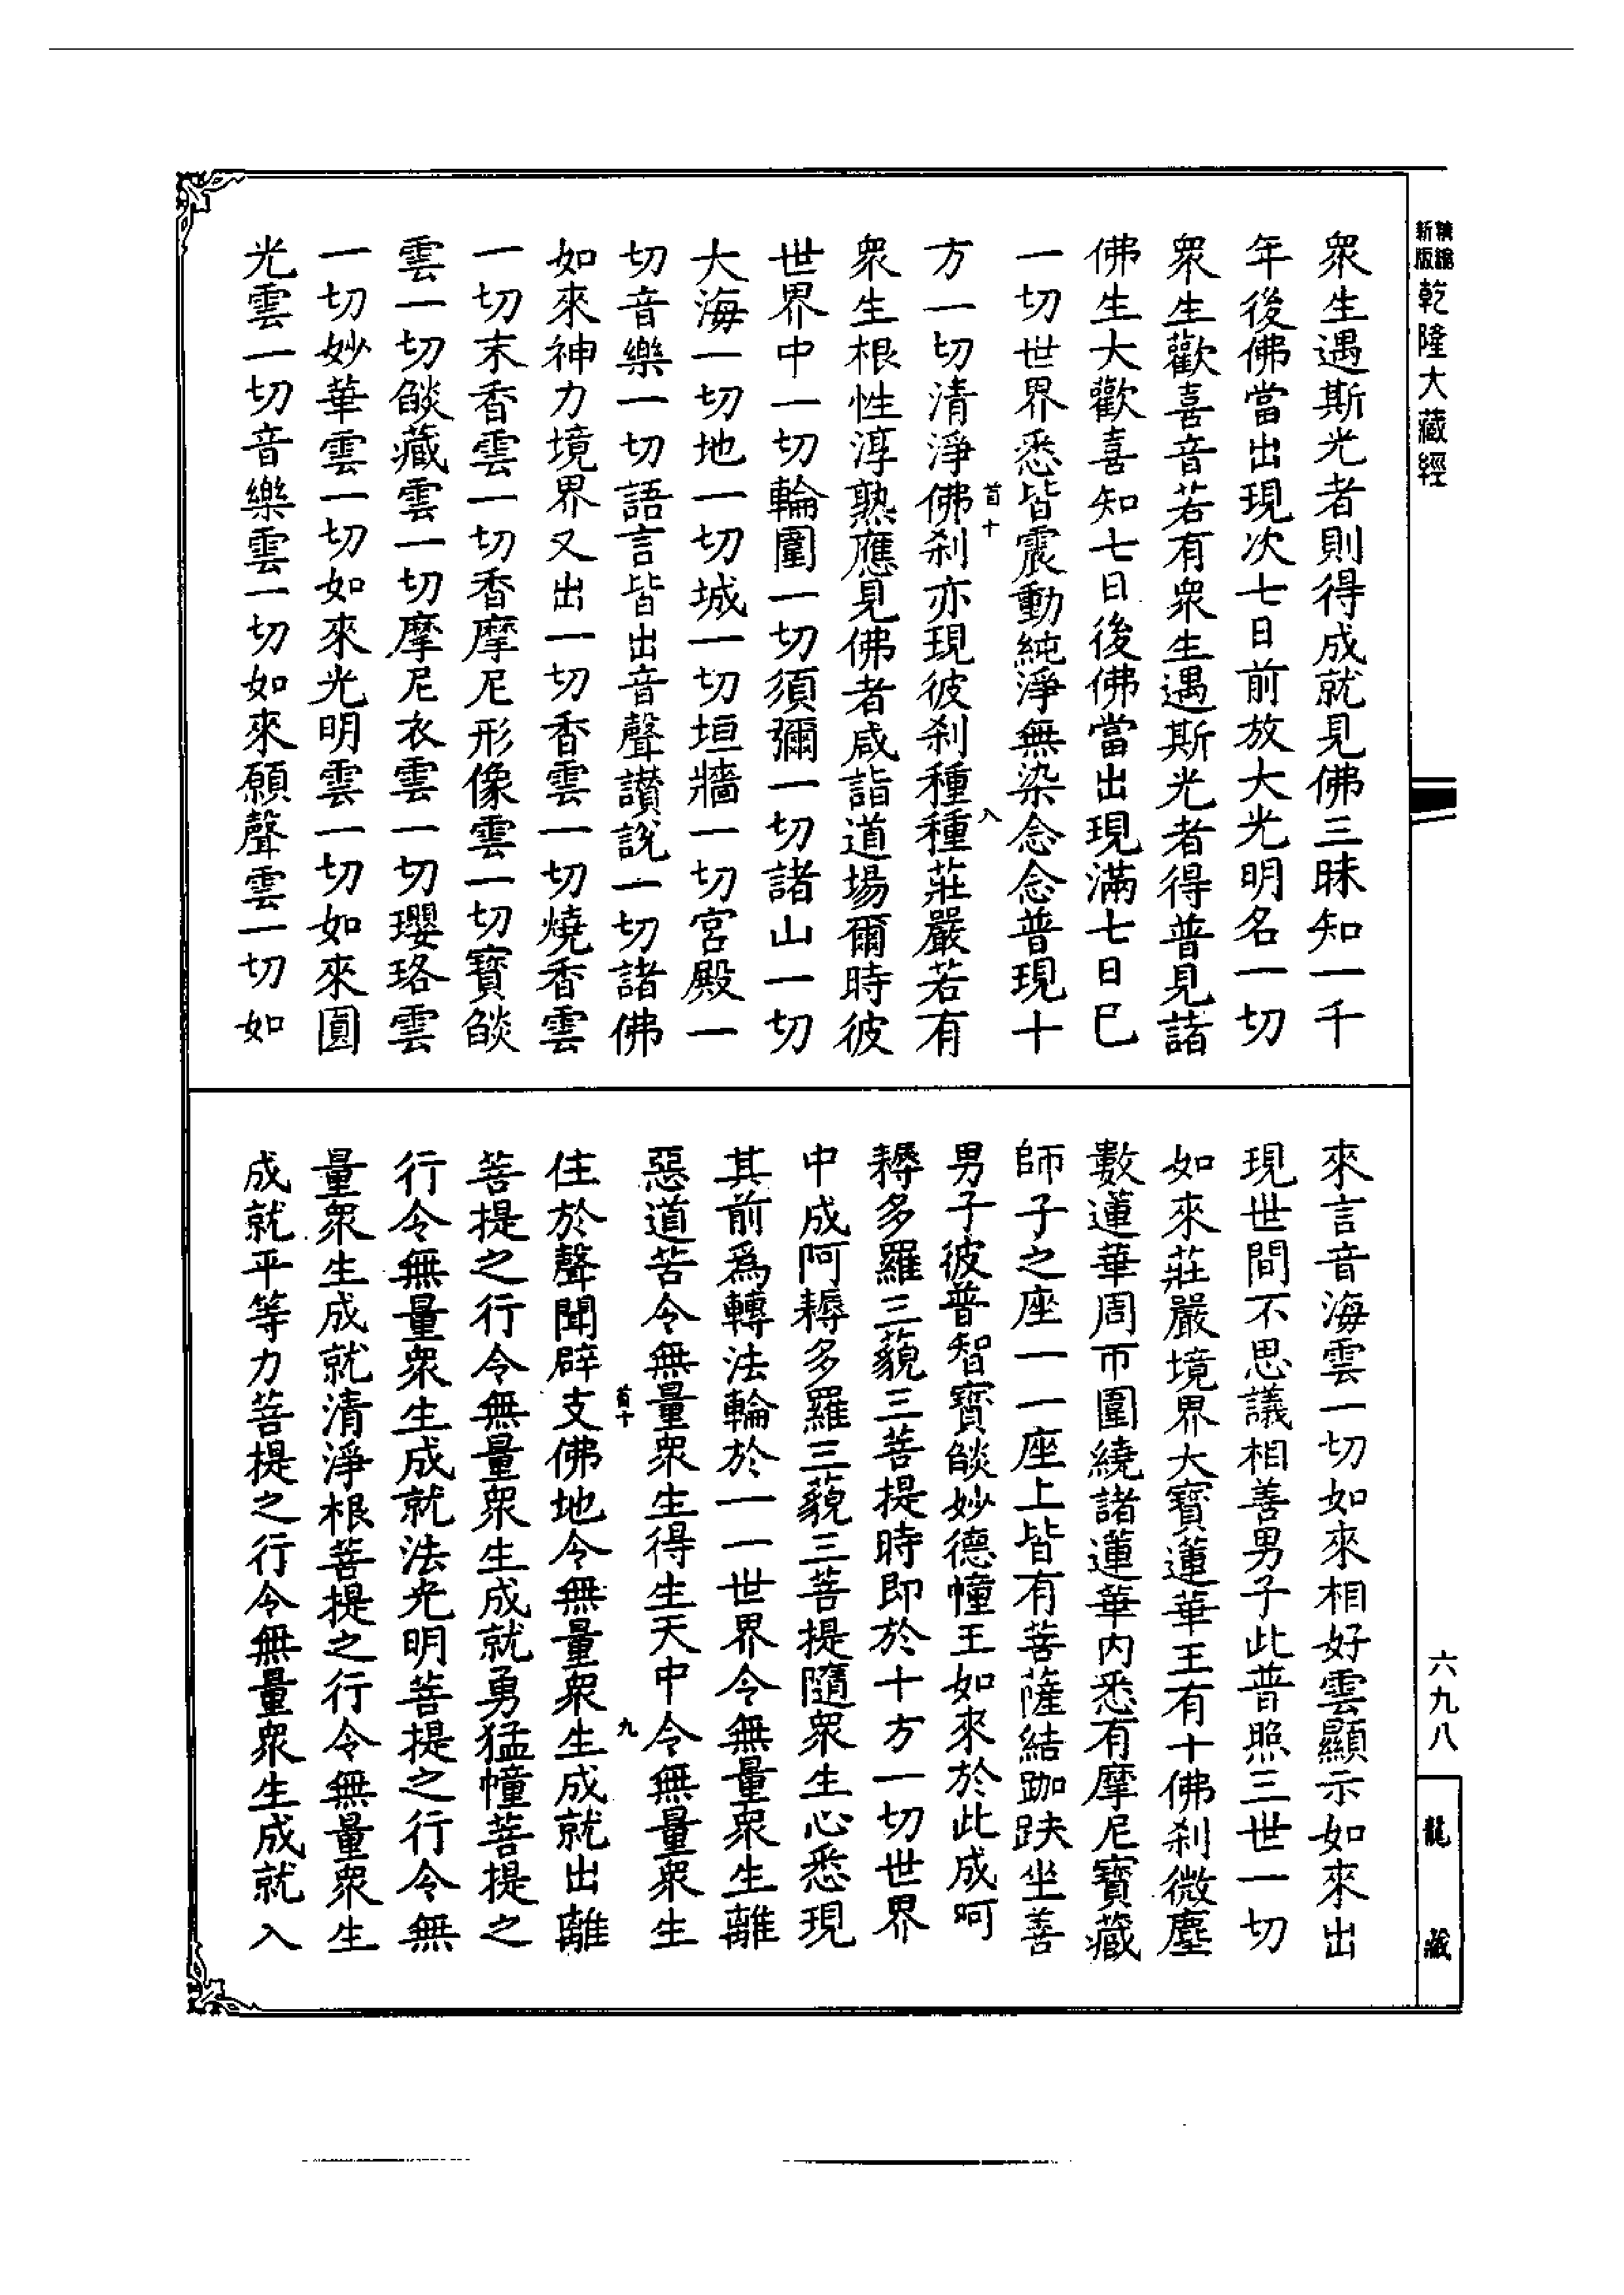 新版
精縮
乾隆大藏經
衆生遇斯光者則得成就見佛三昧知一千
年後佛當出現次七日前放大光明名一切
衆生歡喜音若有衆生遇斯光者得普見諸
佛生大歡喜知七日後佛當出現滿七日已
一切世界悉皆震動純淨無染念念普現十
首十
八
方一切清淨佛刹亦現彼刹種種莊嚴若有
衆生根性淳熟應見佛者咸詣道場爾時彼
世界中一切輪圍一切須彌一切諸山一切
大海一切地一切城一切垣牆一切宮殿一
切音樂一切語言皆出音聲讃說一切諸佛
如來神力境界又出一切香雲一切燒香雲
一切末香雲一切香摩尼形像雲一切寶燄
雲一切燄藏雲一切摩尼衣雲一切瓔珞雲
一切妙華雲一切如來光明雲一切如來圓
光雲一切音樂雲一切如來願聲雲一切如
來言音海雲一切如來相好雲顯示如來出
現世間不思議相善男子此普照三世一切
如來莊嚴境界大寶蓮華王有十佛刹微塵
數蓮華周帀圍繞諸蓮華內悉有摩尼寶藏
師子之座一一座上皆有菩薩結跏趺坐善
男子彼普智寶燄妙德幢王如來於此成阿
耨多羅三藐三菩提時即於十方一切世界
中成阿耨多羅三藐三菩提隨衆生心悉現
其前爲轉法輪於一一世界令無量衆生離
惡道苦令無量衆生得生天中令無量衆生
首十
九
住於聲聞辟支佛地令無量衆生成就出離
菩提之行令無量衆生成就勇猛幢菩提之
行令無量衆生成就法光明菩提之行令無
量衆生成就清淨根菩提之行令無量衆生
成就平等力菩提之行令無量衆生成就入
六九八
龍藏